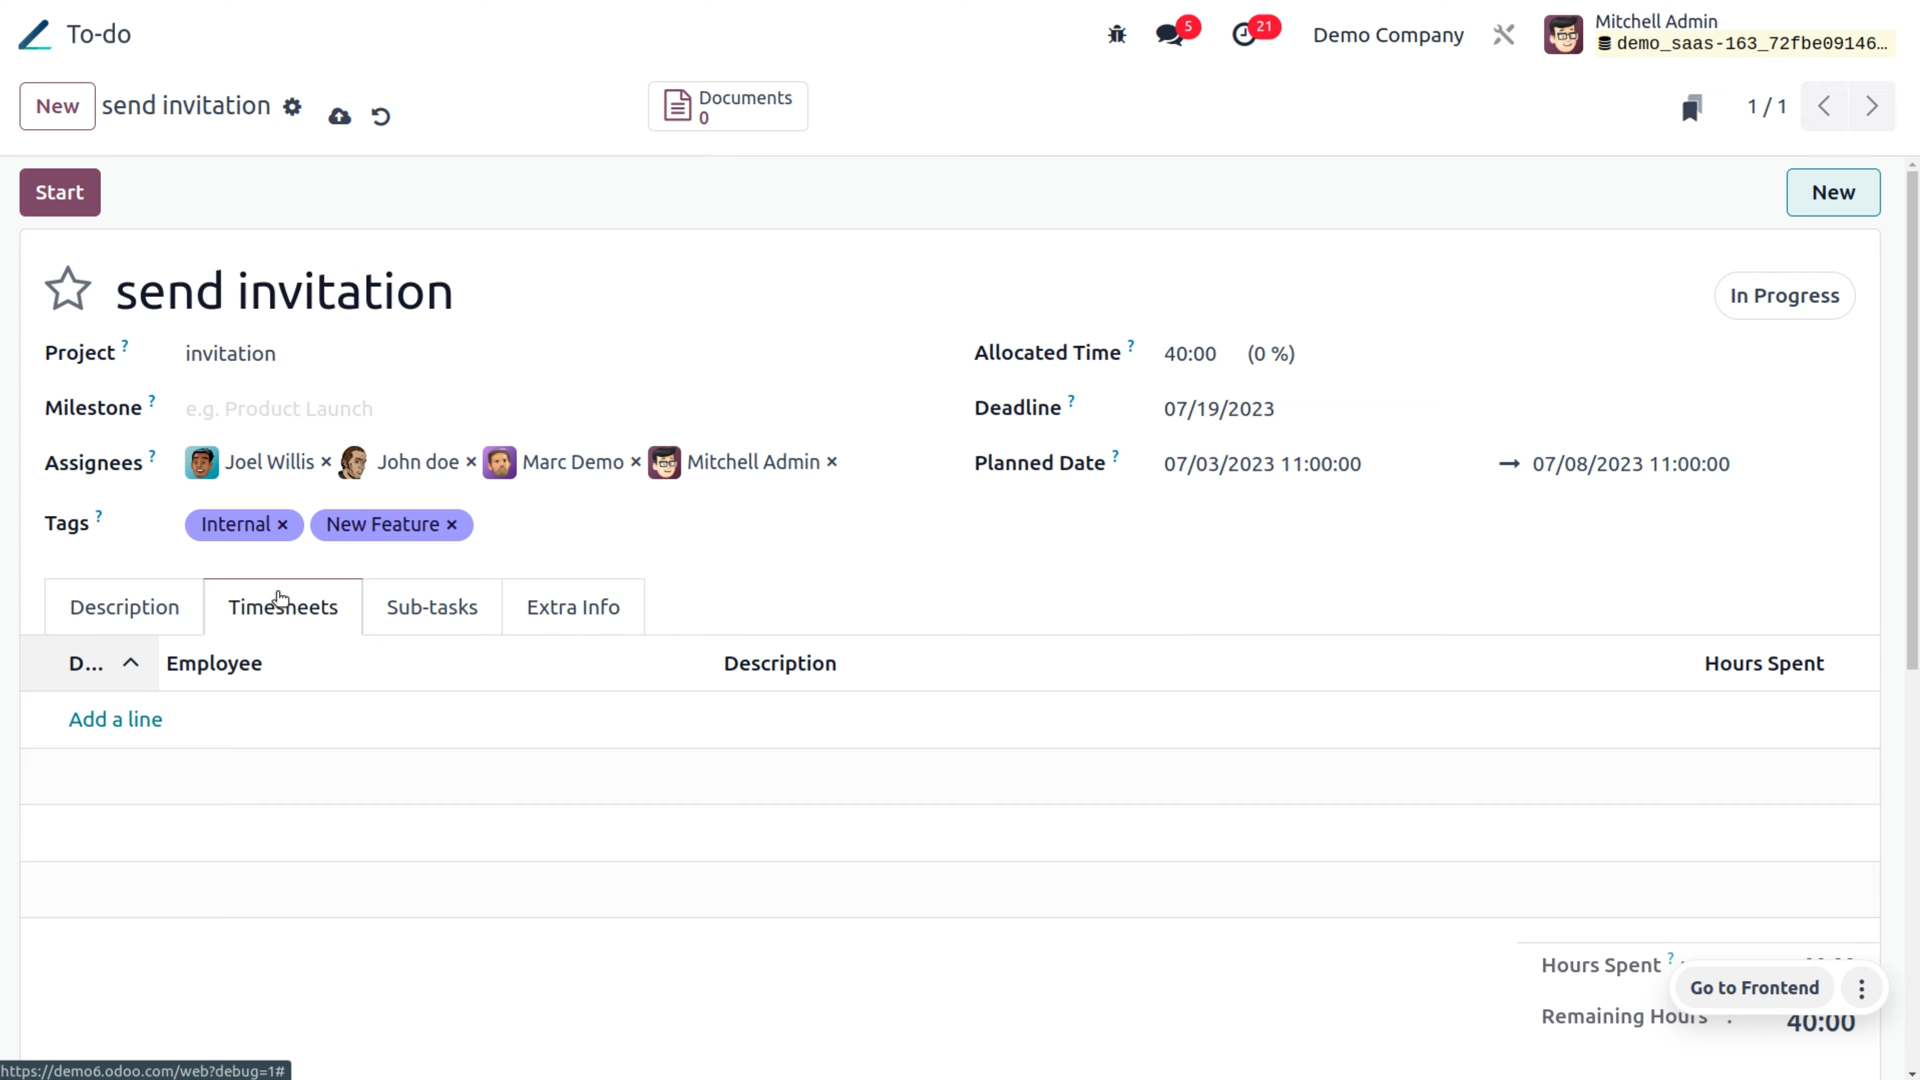 To-do
5
21
Demo Company
Mitchell Admin
demo_saas-163_72fbe09146...
New
send invitation
Documents
0
1 / 1
Start
New
send invitation
In Progress
Project ? invitation
Allocated Time ? 40:00 (0 %)
Milestone ? e.g. Product Launch
Deadline ? 07/19/2023
Assignees ? Joel Willis × John doe × Marc Demo × Mitchell Admin ×
Planned Date ? 07/03/2023 11:00:00 → 07/08/2023 11:00:00
Tags ? Internal × New Feature ×
Description Timesheets Sub-tasks Extra Info
D... Employee Description Hours Spent
Add a line
Hours Spent ?
Go to Frontend
Remaining Hours : 40:00
https://demo6.odoo.com/web?debug=1#